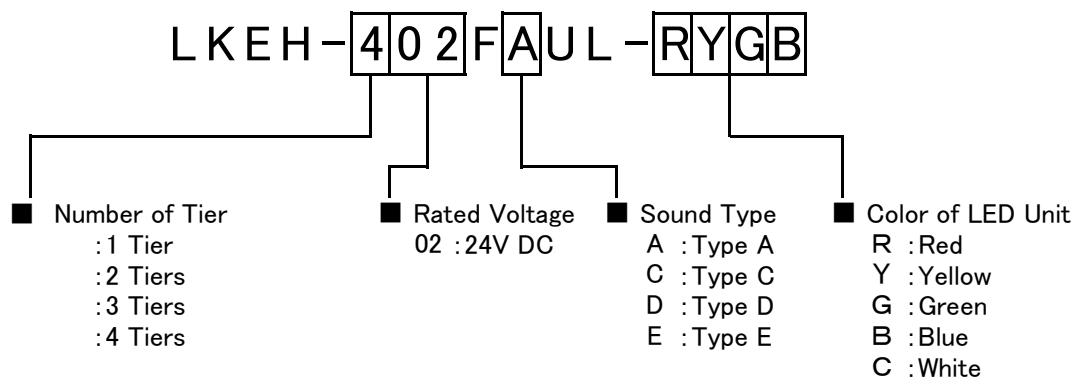 LKEH-402FAUL-RYGB
■ Number of Tier
:1 Tier
:2 Tiers
:3 Tiers
:4 Tiers
■ Rated Voltage
02 :24V DC
■ Sound Type
A :Type A
C :Type C
D :Type D
E :Type E
■ Color of LED Unit
R :Red
Y :Yellow
G :Green
B :Blue
C :White